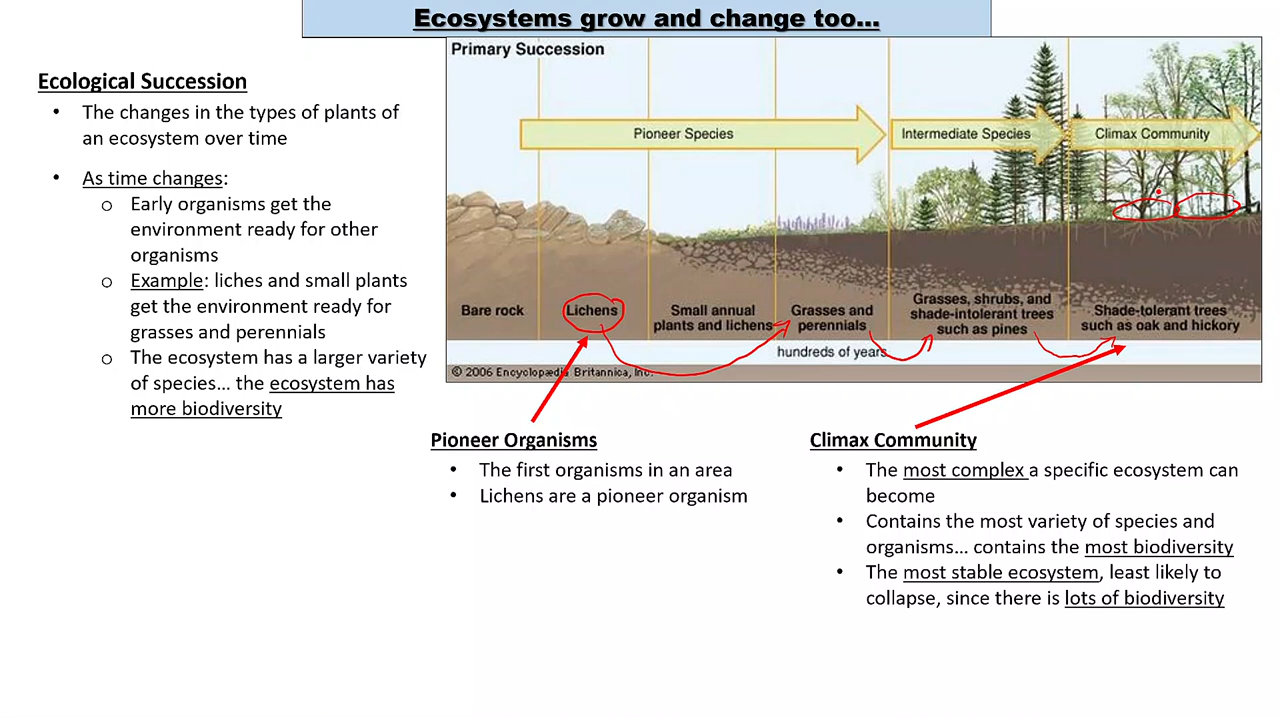 Ecosystems grow and change too...
Ecological Succession
• The changes in the types of plants of
an ecosystem over time
• As time changes:
o Early organisms get the
environment ready for other
organisms
o Example: liches and small plants
get the environment ready for
grasses and perennials
o The ecosystem has a larger variety
of species... the ecosystem has
more biodiversity
Primary Succession
Pioneer Species
Intermediate Species
Climax Community
Bare rock
Lichens
Small annual
plants and lichens
Grasses and
perennials
Grasses, shrubs, and
shade-intolerant trees
such as pines
Shade-tolerant trees
such as oak and hickory
hundreds of years
© 2006 Encyclopædia Britannica, Inc.
Pioneer Organisms
• The first organisms in an area
• Lichens are a pioneer organism
Climax Community
• The most complex a specific ecosystem can
become
• Contains the most variety of species and
organisms... contains the most biodiversity
• The most stable ecosystem, least likely to
collapse, since there is lots of biodiversity